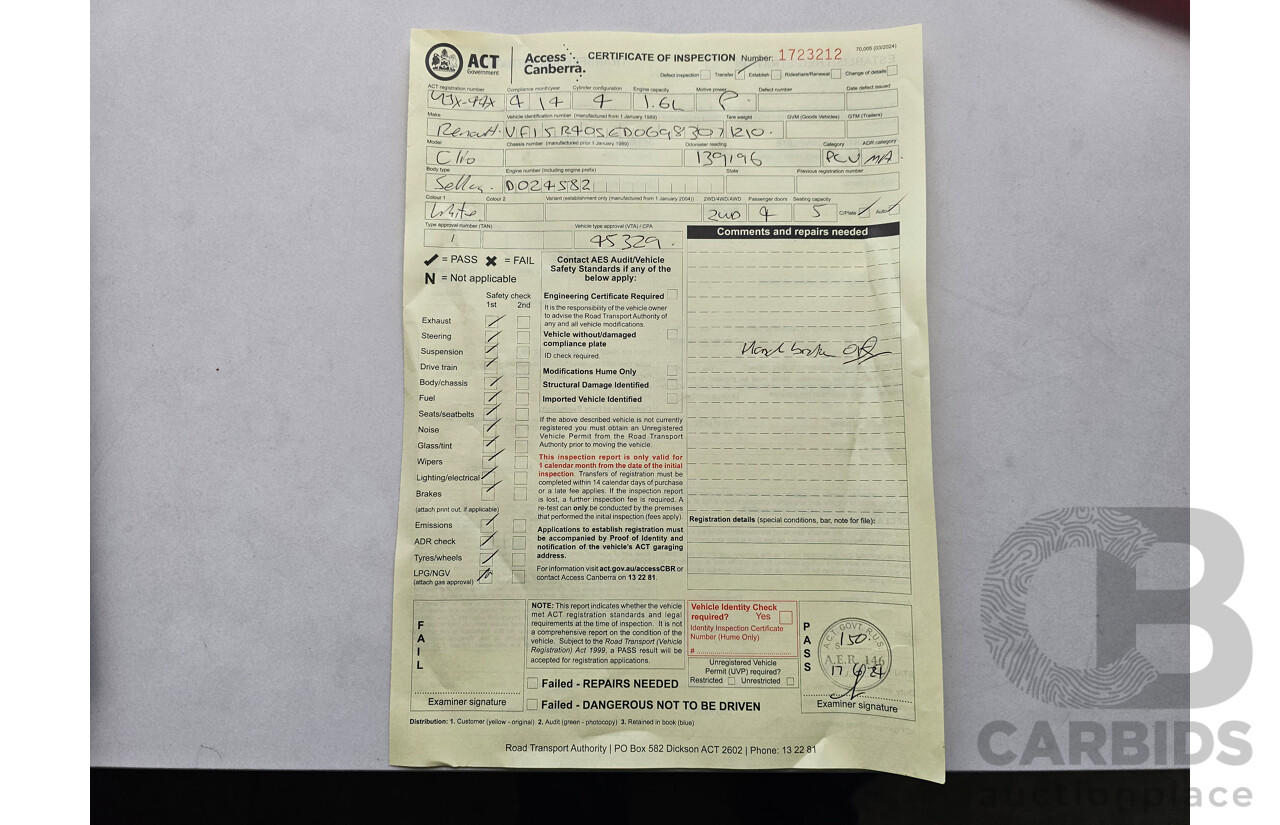 ACT Government
Access Canberra.
CERTIFICATE OF INSPECTION Number: 1723212
70,005 (03/2024)
Defect inspection Transfer Establish Rideshare/Renewal Change of details
ACT registration number Compliance month/year Cylinder configuration Engine capacity Motive power Defect number Date defect issued
4 14 4 1.6L P
Make Vehicle identification number (manufactured from 1 January 1989) Tare weight GVM (Goods Vehicles) GTM (Trailers)
Renault. 1210.
Model Chassis number (manufactured prior 1 January 1989) Odometer reading Category ADR category
Clio 139196 PCV MA
Body type Engine number (including engine prefix) State Previous registration number
D024582
Colour 1 Colour 2 Variant (establishment only (manufactured from 1 January 2004)) 2WD/4WD/AWD Passenger doors Seating capacity
White 2WD 4 5 C/Plate Auto
Type approval number (TAN) Vehicle type approval (VTA) / CPA
45329.
Comments and repairs needed
✓ = PASS ✖ = FAIL
N = Not applicable
Safety check
1st 2nd
Exhaust
Steering
Suspension
Drive train
Body/chassis
Fuel
Seats/seatbelts
Noise
Glass/tint
Wipers
Lighting/electrical
Brakes
(attach print out, if applicable)
Emissions
ADR check
Tyres/wheels
LPG/NGV
(attach gas approval)
Contact AES Audit/Vehicle
Safety Standards if any of the
below apply:
Engineering Certificate Required
It is the responsibility of the vehicle owner
to advise the Road Transport Authority of
any and all vehicle modifications.
Vehicle without/damaged
compliance plate
ID check required.
Modifications Hume Only
Structural Damage Identified
Imported Vehicle Identified
If the above described vehicle is not currently
registered you must obtain an Unregistered
Vehicle Permit from the Road Transport
Authority prior to moving the vehicle.
This inspection report is only valid for
1 calendar month from the date of the initial
inspection. Transfers of registration must be
completed within 14 calendar days of purchase
or a late fee applies. If the inspection report
is lost, a further inspection fee is required. A
re-test can only be conducted by the premises
that performed the initial inspection (fees apply).
Applications to establish registration must
be accompanied by Proof of Identity and
notification of the vehicle's ACT garaging
address.
For information visit act.gov.au/accessCBR or
contact Access Canberra on 13 22 81.
Registration details (special conditions, bar, note for file):
FAIL
Examiner signature
NOTE: This report indicates whether the vehicle
met ACT registration standards and legal
requirements at the time of inspection. It is not
a comprehensive report on the condition of the
vehicle. Subject to the Road Transport (Vehicle
Registration) Act 1999, a PASS result will be
accepted for registration applications.
Failed - REPAIRS NEEDED
Failed - DANGEROUS NOT TO BE DRIVEN
Vehicle Identity Check
required? Yes
Identity Inspection Certificate
Number (Hume Only)
#
Unregistered Vehicle
Permit (UVP) required?
Restricted Unrestricted
PASS
ACT GOVT R.U.S
150
A.E.R. 146
Examiner signature
Distribution: 1. Customer (yellow - original) 2. Audit (green - photocopy) 3. Retained in book (blue)
Road Transport Authority | PO Box 582 Dickson ACT 2602 | Phone: 13 22 81
CARBIDS
auctionplace